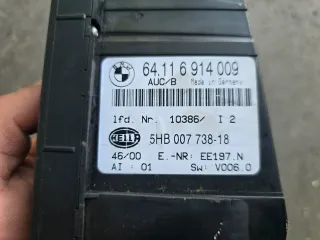 BMW
64.11 6 914 009
AUC/B Made in Germany
lfd. Nr. 10386/ I 2
HELLA 5HB 007 738-18
46/00 E.-NR: EE197.N
AI : 01 SW: V006.0